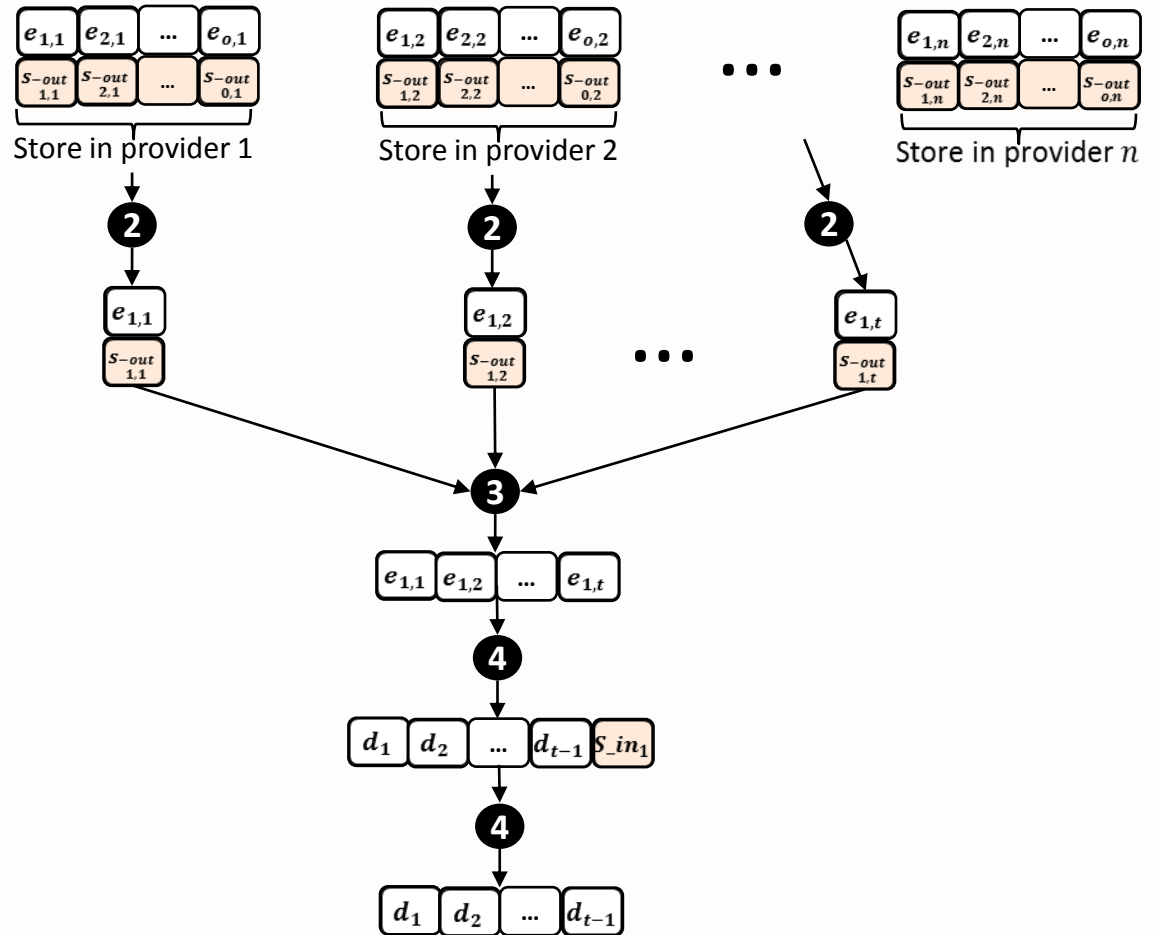 e1,1 e2,1 ... eo,1
e1,2 e2,2 ... eo,2
...
e1,n e2,n ... eo,n
S-out 1,1 S-out 2,1 ... S-out 0,1
S-out 1,2 S-out 2,2 ... S-out 0,2
S-out 1,n S-out 2,n ... S-out o,n
Store in provider 1
Store in provider 2
Store in provider n
2
2
2
e1,1
e1,2
e1,t
S-out 1,1
S-out 1,2
...
S-out 1,t
3
e1,1 e1,2 ... e1,t
4
d1 d2 ... dt−1 S_in1
4
d1 d2 ... dt−1